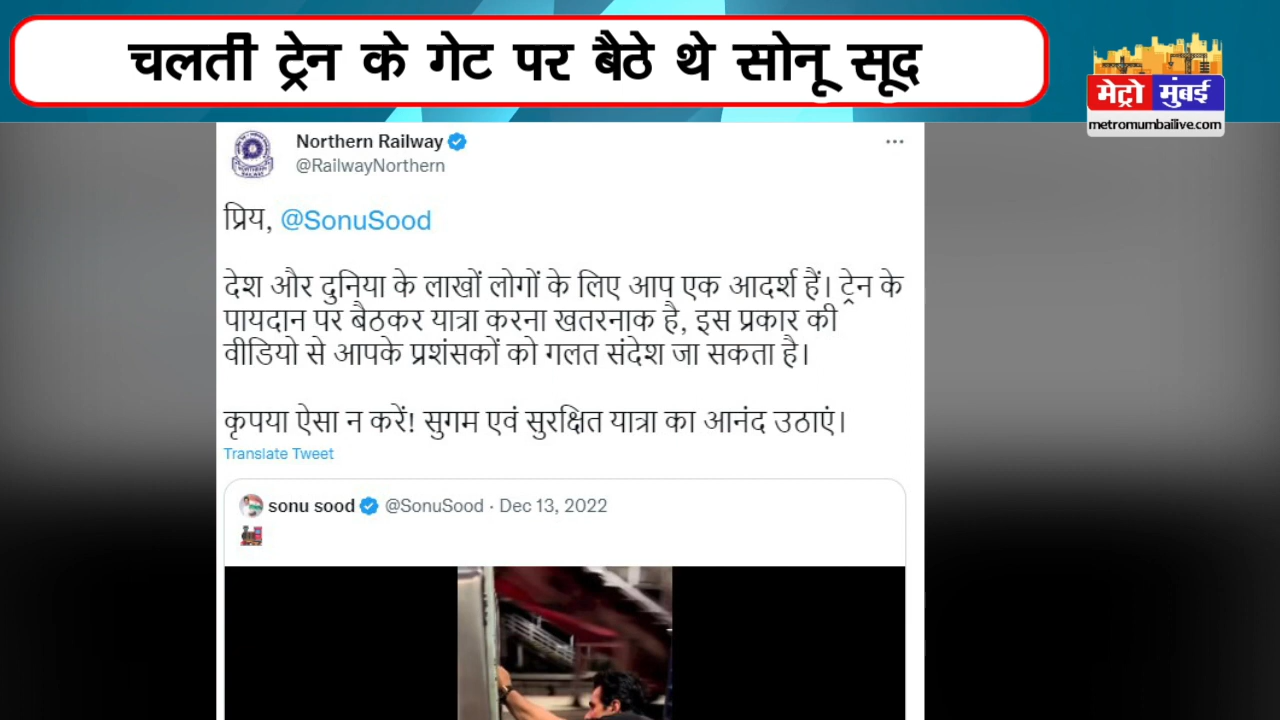 चलती ट्रेन के गेट पर बैठे थे सोनू सूद
मेट्रो मुंबई
metromumbailive.com
Northern Railway
@RailwayNorthern
प्रिय, @SonuSood
देश और दुनिया के लाखों लोगों के लिए आप एक आदर्श हैं। ट्रेन के
पायदान पर बैठकर यात्रा करना खतरनाक है, इस प्रकार की
वीडियो से आपके प्रशंसकों को गलत संदेश जा सकता है।
कृपया ऐसा न करें! सुगम एवं सुरक्षित यात्रा का आनंद उठाएं।
Translate Tweet
sonu sood @SonuSood · Dec 13, 2022